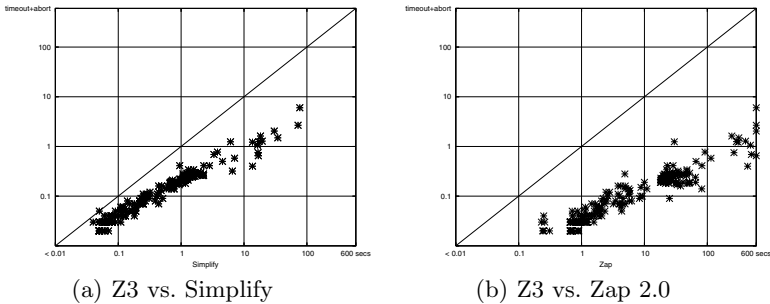 timeout+abort
100
10
1
0.1
< 0.01
0.1
1
10
100
600 secs
Simplify
(a) Z3 vs. Simplify
timeout+abort
100
10
1
0.1
< 0.01
0.1
1
10
100
600 secs
Zap
(b) Z3 vs. Zap 2.0